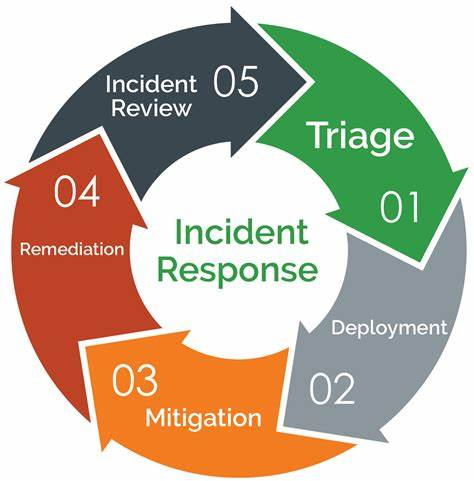 Incident
Response
Triage
01
Deployment
02
03
Mitigation
04
Remediation
Incident
Review
05